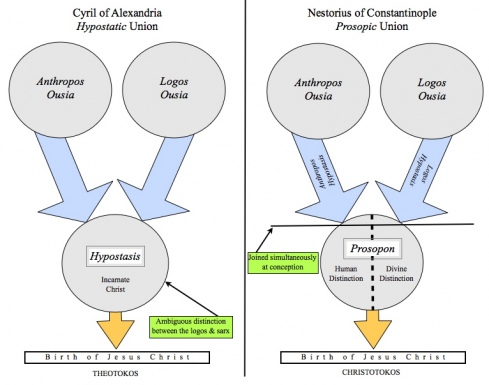 Cyril of Alexandria
Hypostatic Union
Anthropos
Ousia
Logos
Ousia
Hypostasis
Incarnate
Christ
Ambiguous distinction
between the logos & sarx
Birth of Jesus Christ
THEOTOKOS
Nestorius of Constantinople
Prosopic Union
Anthropos
Ousia
Logos
Ousia
Anthropos
Hypostasis
Logos
Hypostasis
Joined simultaneously
at conception
Prosopon
Human
Distinction
Divine
Distinction
Birth of Jesus Christ
CHRISTOTOKOS